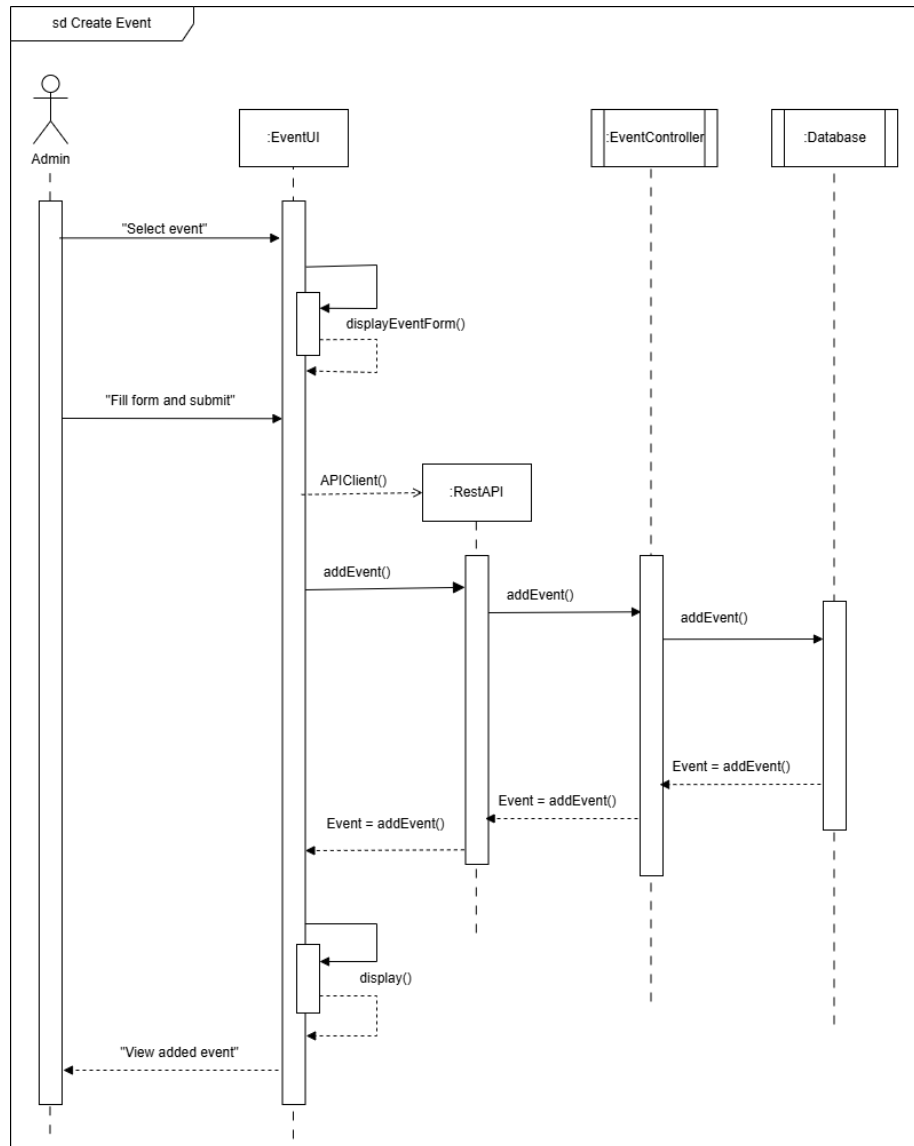 sd Create Event
Admin
:EventUI
:EventController
:Database
"Select event"
displayEventForm()
"Fill form and submit"
APIClient()
:RestAPI
addEvent()
addEvent()
addEvent()
Event = addEvent()
Event = addEvent()
Event = addEvent()
display()
"View added event"